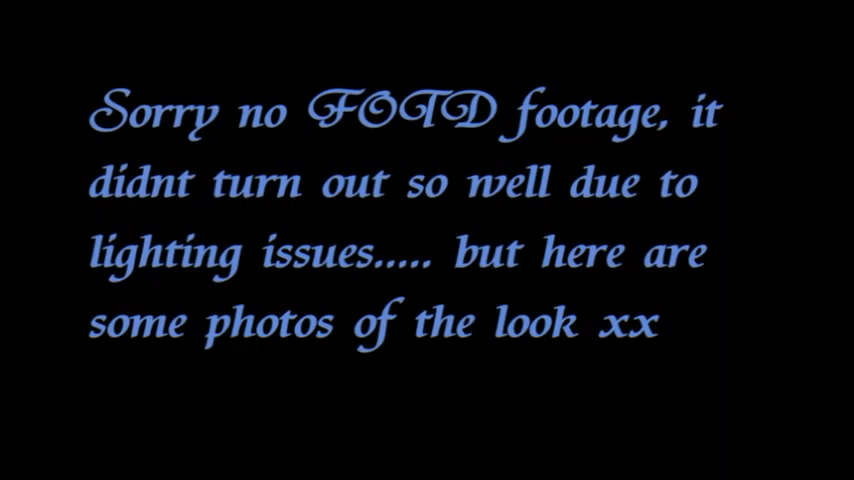 Sorry no FOTD footage, it
didnt turn out so well due to
lighting issues..... but here are
some photos of the look xx